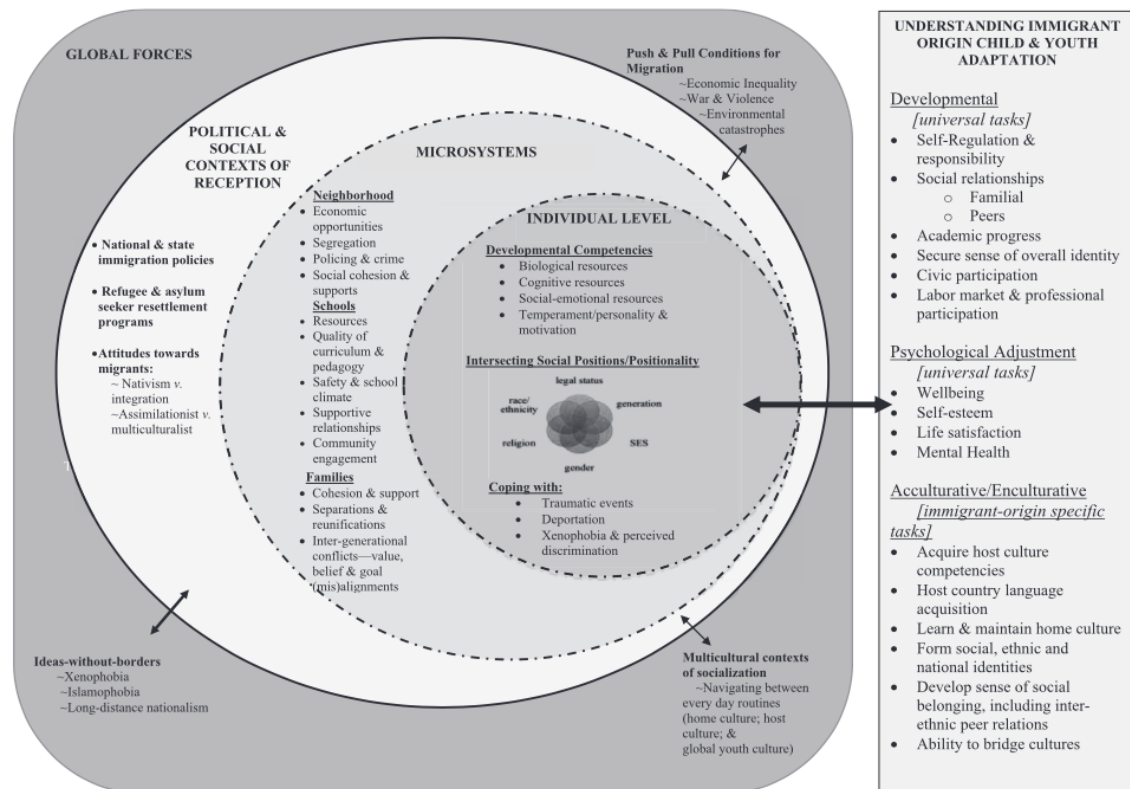 GLOBAL FORCES
Push & Pull Conditions for
Migration
~Economic Inequality
~War & Violence
~Environmental
catastrophes
POLITICAL &
SOCIAL
CONTEXTS OF
RECEPTION
• National & state
immigration policies
• Refugee & asylum
seeker resettlement
programs
• Attitudes towards
migrants:
~ Nativism v.
integration
~Assimilationist v.
multiculturalist
T
MICROSYSTEMS
Neighborhood
• Economic
opportunities
• Segregation
• Policing & crime
• Social cohesion &
supports
Schools
• Resources
• Quality of
curriculum &
pedagogy
• Safety & school
climate
• Supportive
relationships
• Community
engagement
Families
• Cohesion & support
• Separations &
reunifications
• Inter-generational
conflicts—value,
belief & goal
(mis)alignments
INDIVIDUAL LEVEL
Developmental Competencies
• Biological resources
• Cognitive resources
• Social-emotional resources
• Temperament/personality &
motivation
Intersecting Social Positions/Positionality
legal status
race/
ethnicity
generation
religion
SES
gender
Coping with:
• Traumatic events
• Deportation
• Xenophobia & perceived
discrimination
Ideas-without-borders
~Xenophobia
~Islamophobia
~Long-distance nationalism
Multicultural contexts
of socialization
~Navigating between
every day routines
(home culture; host
culture; &
global youth culture)
UNDERSTANDING IMMIGRANT
ORIGIN CHILD & YOUTH
ADAPTATION
Developmental
[universal tasks]
• Self-Regulation &
responsibility
• Social relationships
o Familial
o Peers
• Academic progress
• Secure sense of overall identity
• Civic participation
• Labor market & professional
participation
Psychological Adjustment
[universal tasks]
• Wellbeing
• Self-esteem
• Life satisfaction
• Mental Health
Acculturative/Enculturative
[immigrant-origin specific
tasks]
• Acquire host culture
competencies
• Host country language
acquisition
• Learn & maintain home culture
• Form social, ethnic and
national identities
• Develop sense of social
belonging, including inter-
ethnic peer relations
• Ability to bridge cultures